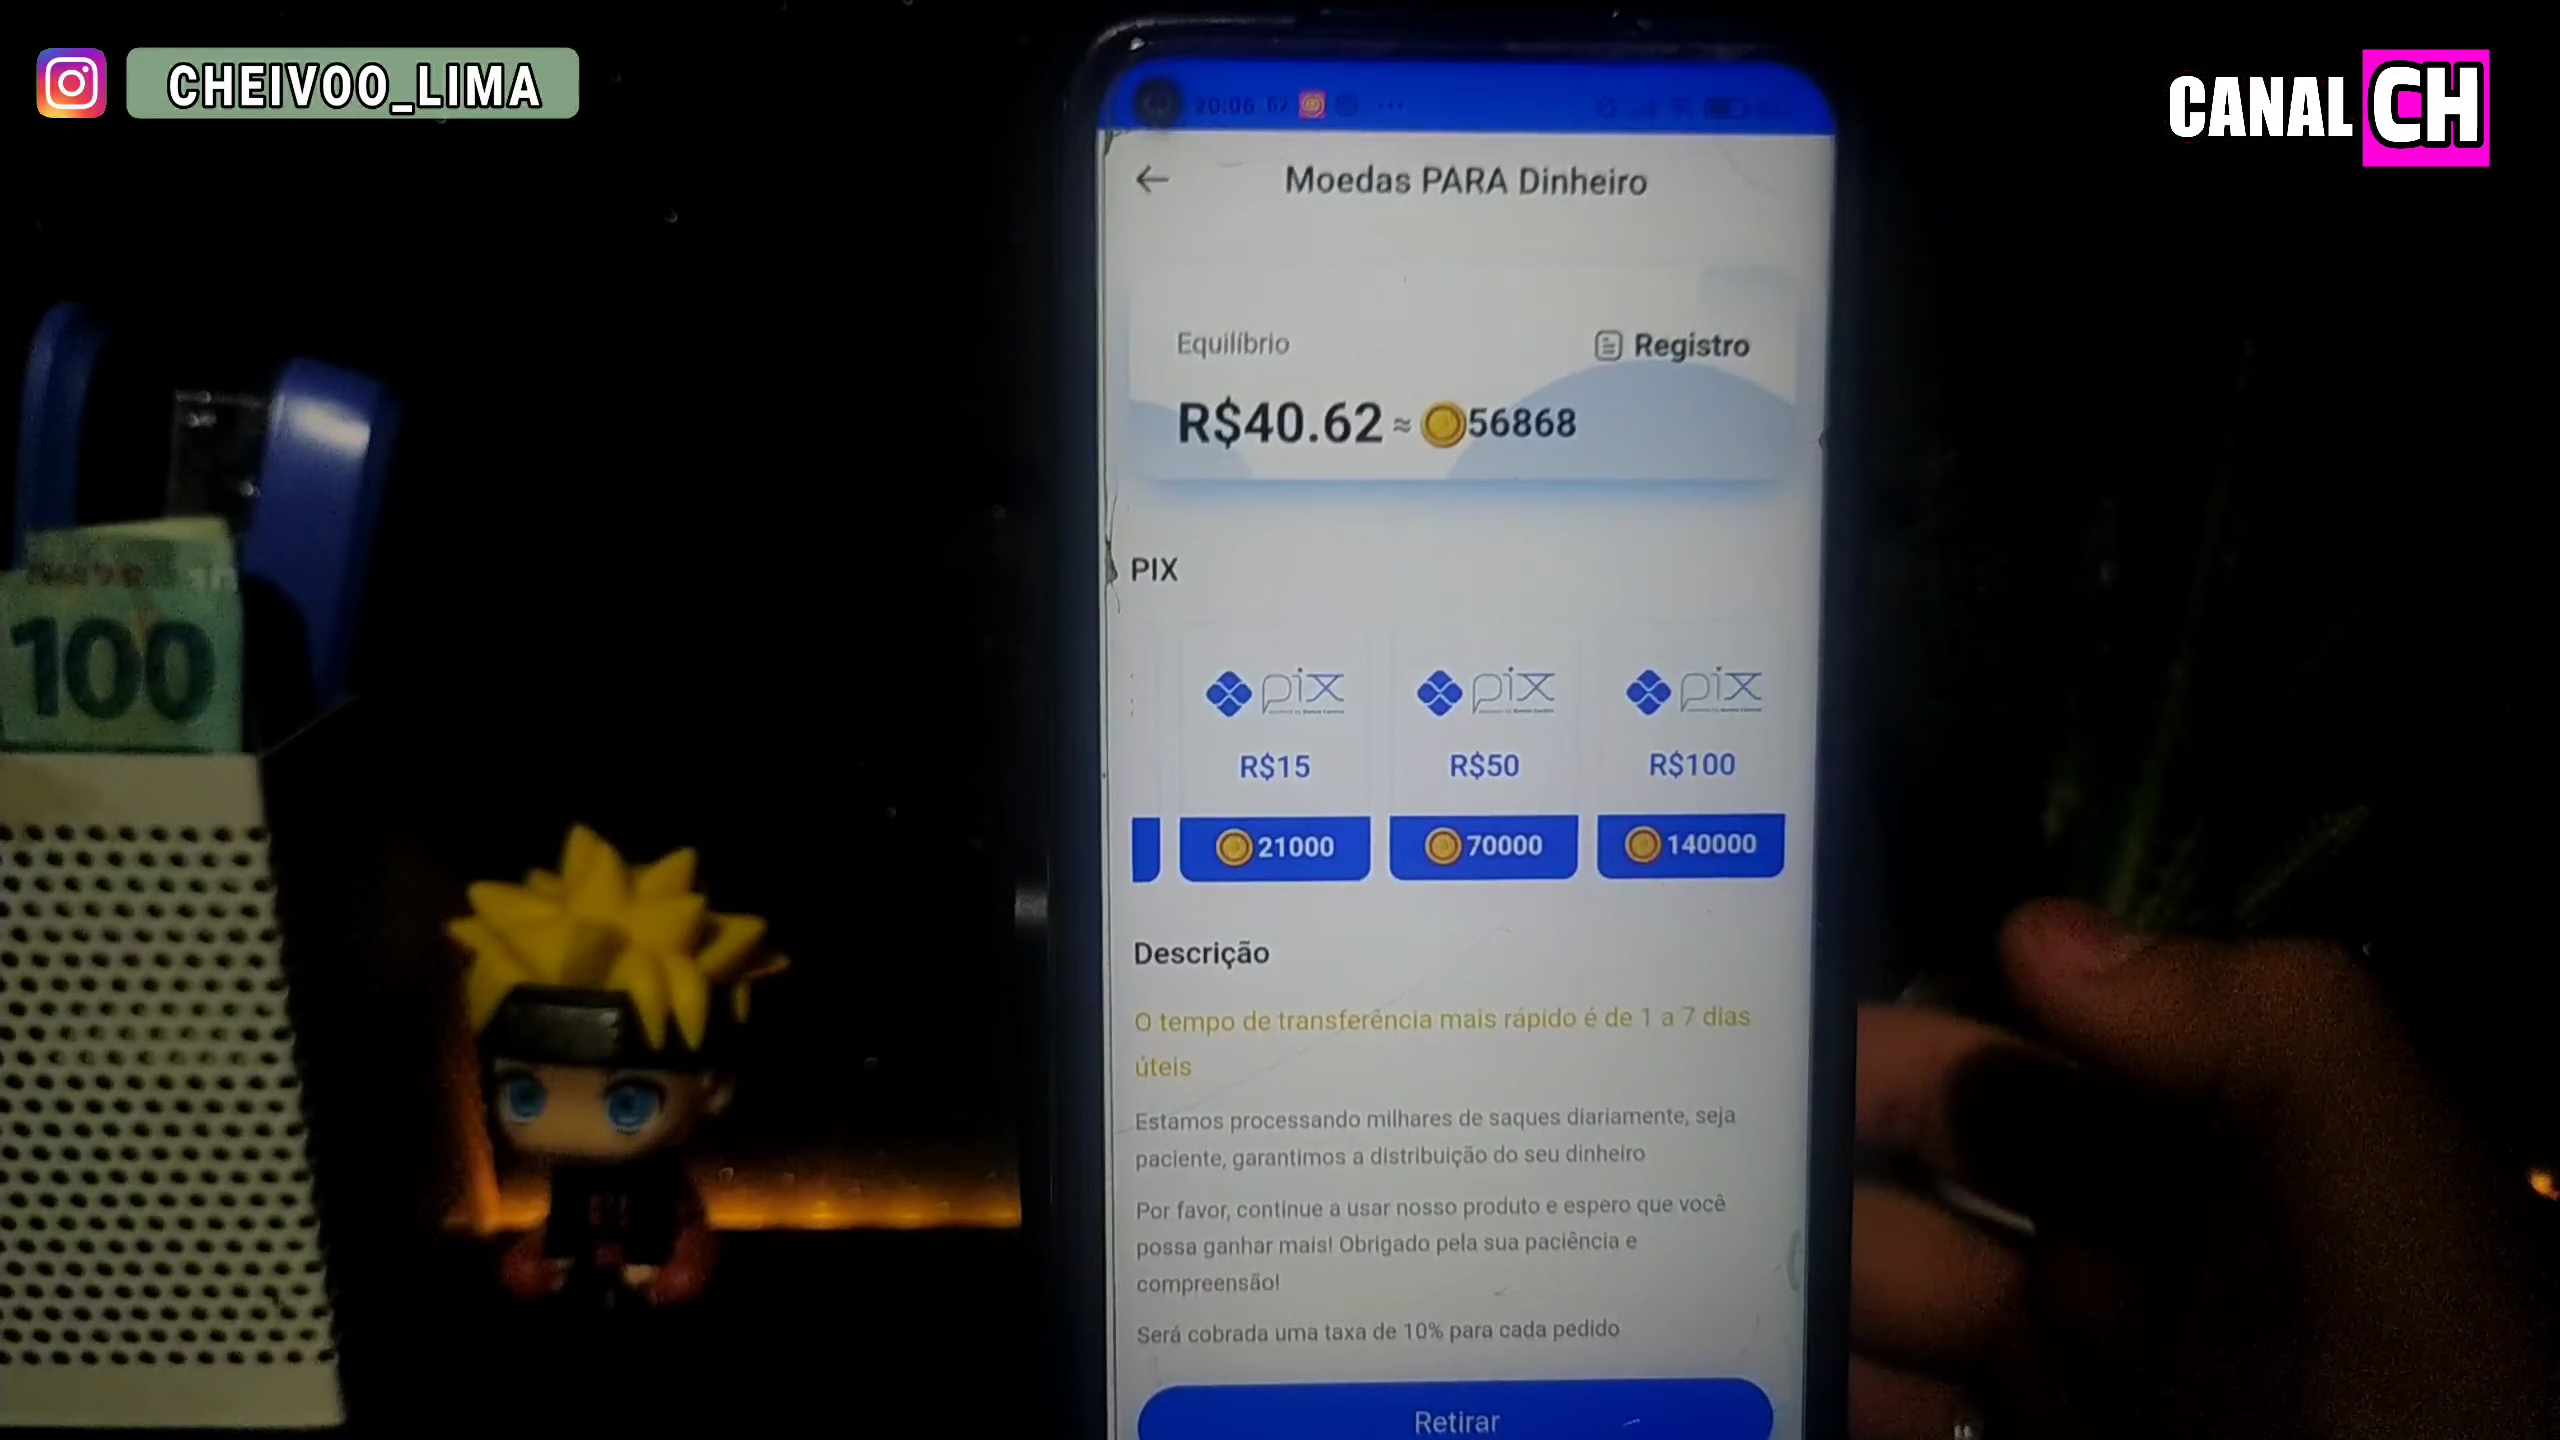 CHEIVOO_LIMA
CANAL CH
20:06
Moedas PARA Dinheiro
Equilíbrio
Registro
R$40.62 ≈ 56868
PIX
pix pix pix
R$15 R$50 R$100
21000 70000 140000
100
Descrição
O tempo de transferência mais rápido é de 1 a 7 dias
úteis
Estamos processando milhares de saques diariamente, seja
paciente, garantimos a distribuição do seu dinheiro
Por favor, continue a usar nosso produto e espero que você
possa ganhar mais! Obrigado pela sua paciência e
compreensão!
Será cobrada uma taxa de 10% para cada pedido
Retirar